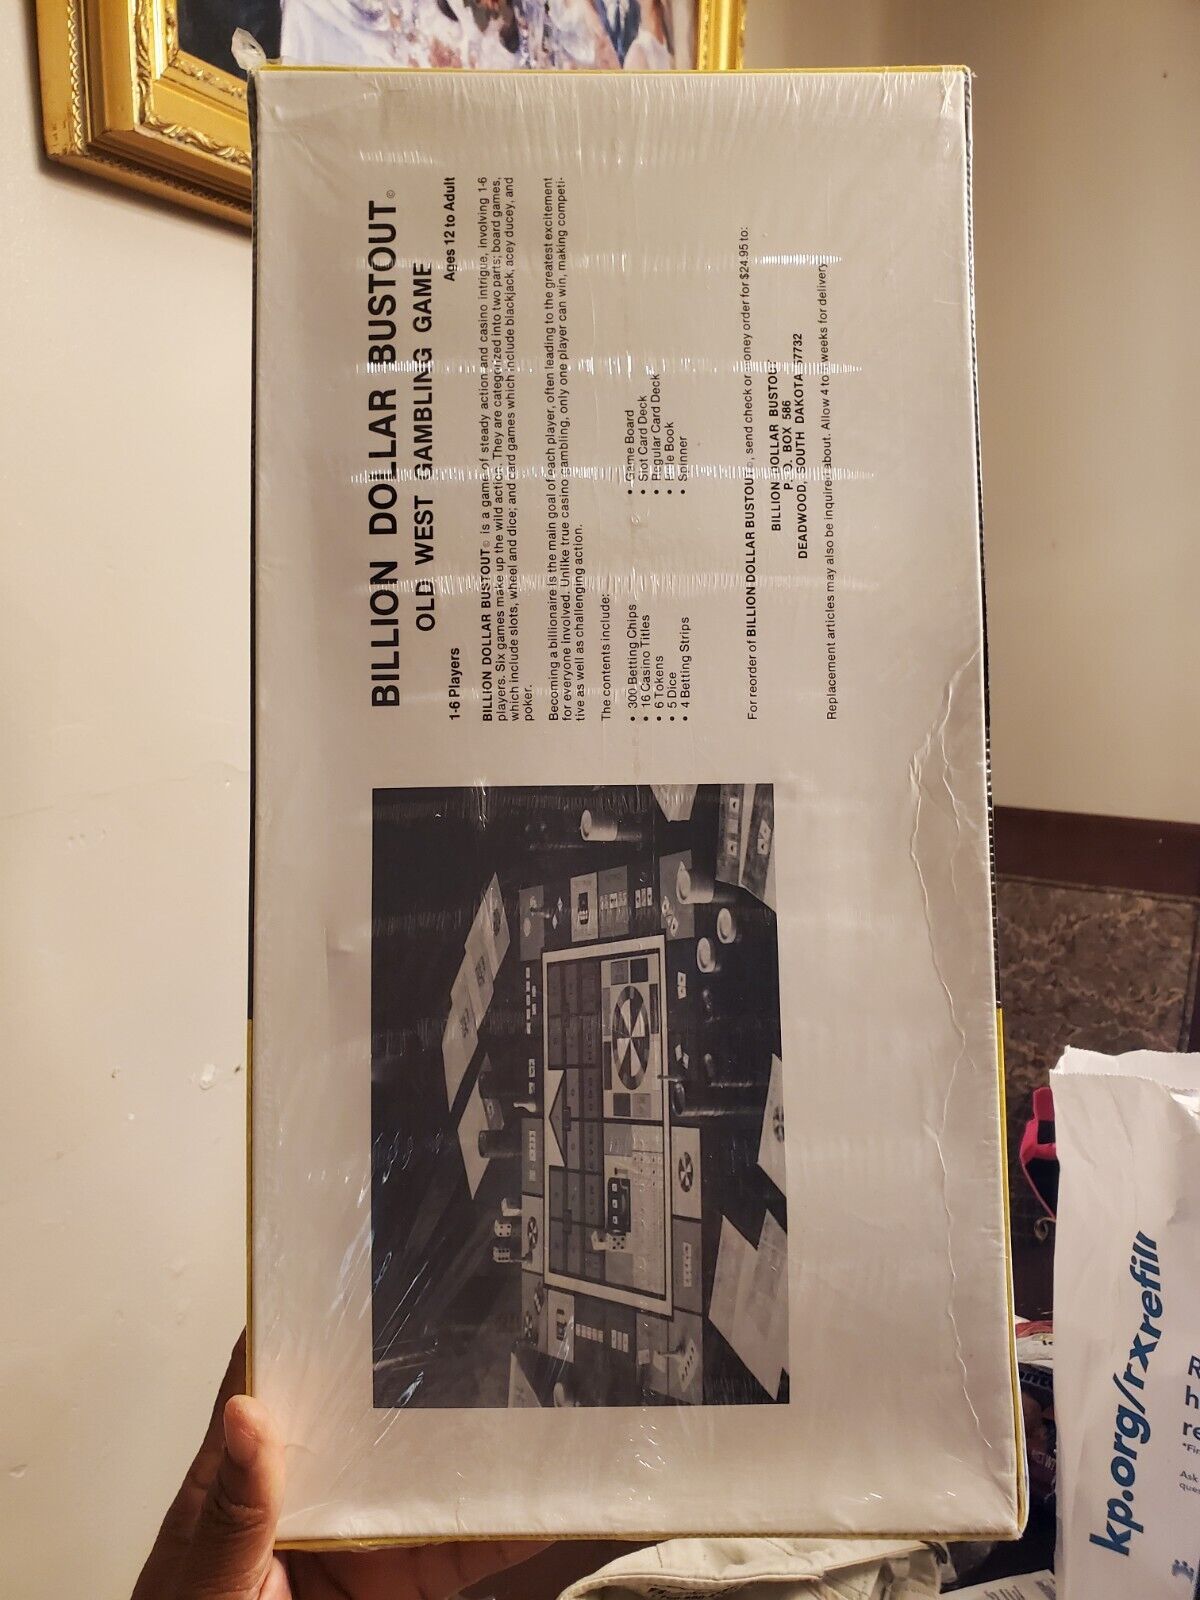 BILLION DOLLAR BUSTOUT©
OLD WEST GAMBLING GAME
1-6 Players Ages 12 to Adult
BILLION DOLLAR BUSTOUT© is a game of steady action and casino intrigue, involving 1-6
players. Six games make up the wild action. They are categorized into two parts; board games,
which include slots, wheel and dice; and card games which include blackjack, acey ducey, and
poker.
Becoming a billionaire is the main goal of each player, often leading to the greatest excitement
for everyone involved. Unlike true casino gambling, only one player can win, making competi-
tive as well as challenging action.
The contents include:
• 300 Betting Chips
• 16 Casino Titles
• 6 Tokens
• 5 Dice
• 4 Betting Strips
• Game Board
• Slot Card Deck
• Regular Card Deck
• Rule Book
• Spinner
For reorder of BILLION DOLLAR BUSTOUT©, send check or money order for $24.95 to:
BILLION DOLLAR BUSTOUT
P.O. BOX 586
DEADWOOD, SOUTH DAKOTA 57732
Replacement articles may also be inquired about. Allow 4 to weeks for delivery
kp.org/rxrefill
Ask